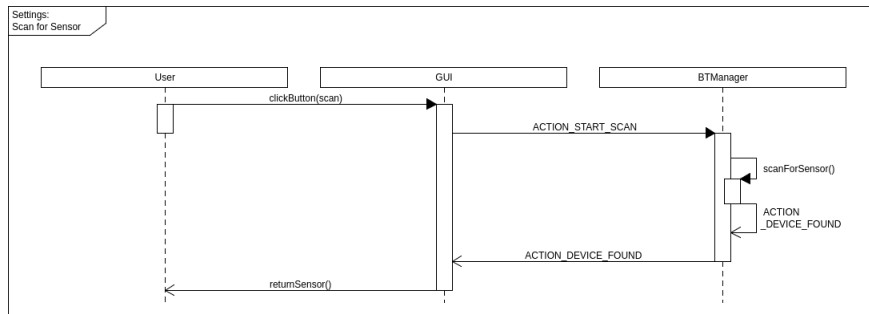 Settings:
Scan for Sensor
User
GUI
BTManager
clickButton(scan)
ACTION_START_SCAN
scanForSensor()
ACTION
_DEVICE_FOUND
ACTION_DEVICE_FOUND
returnSensor()